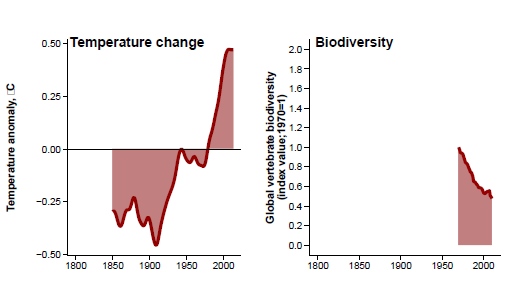 Temperature change
Temperature anomaly, □C
0.50
0.25
0.00
−0.25
−0.50
1800 1850 1900 1950 2000
Biodiversity
Global vertebrate biodiversity
(index value;1970=1)
2.0
1.8
1.6
1.4
1.2
1.0
0.8
0.6
0.4
0.2
0.0
1800 1850 1900 1950 2000